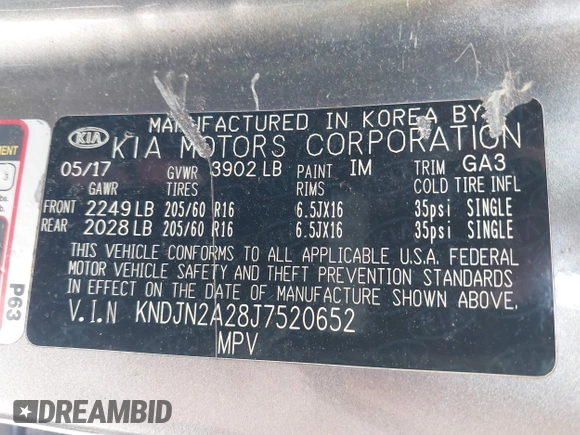 MANUFACTURED IN KOREA BY
KIA KIA MOTORS CORPORATION
05/17 GVWR 3902 LB PAINT IM TRIM GA3
GAWR TIRES RIMS COLD TIRE INFL
FRONT 2249 LB 205/60 R16 6.5JX16 35psi SINGLE
REAR 2028 LB 205/60 R16 6.5JX16 35psi SINGLE
THIS VEHICLE CONFORMS TO ALL APPLICABLE U.S.A. FEDERAL
MOTOR VEHICLE SAFETY AND THEFT PREVENTION STANDARDS
IN EFFECT ON THE DATE OF MANUFACTURE SHOWN ABOVE.
V.I.N KNDJN2A28J7520652
MPV
P63
DREAMBID